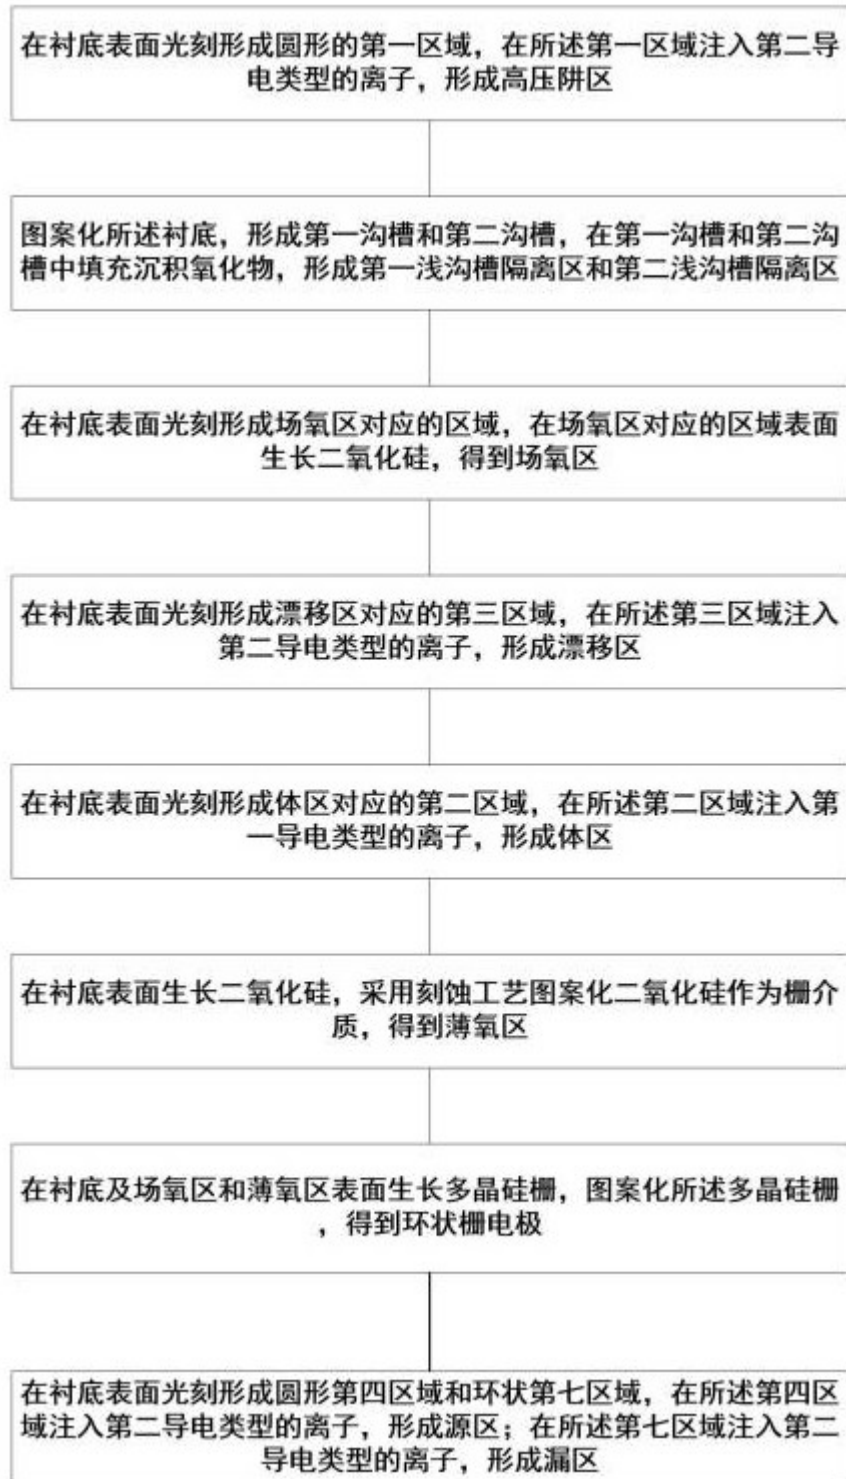 在衬底表面光刻形成圆形的第一区域，在所述第一区域注入第二导
电类型的离子，形成高压阱区
图案化所述衬底，形成第一沟槽和第二沟槽，在第一沟槽和第二沟
槽中填充沉积氧化物，形成第一浅沟槽隔离区和第二浅沟槽隔离区
在衬底表面光刻形成场氧区对应的区域，在场氧区对应的区域表面
生长二氧化硅，得到场氧区
在衬底表面光刻形成漂移区对应的第三区域，在所述第三区域注入
第二导电类型的离子，形成漂移区
在衬底表面光刻形成体区对应的第二区域，在所述第二区域注入第
一导电类型的离子，形成体区
在衬底表面生长二氧化硅，采用刻蚀工艺图案化二氧化硅作为栅介
质，得到薄氧区
在衬底及场氧区和薄氧区表面生长多晶硅栅，图案化所述多晶硅栅
，得到环状栅电极
在衬底表面光刻形成圆形第四区域和环状第七区域，在所述第四区
域注入第二导电类型的离子，形成源区；在所述第七区域注入第二
导电类型的离子，形成漏区